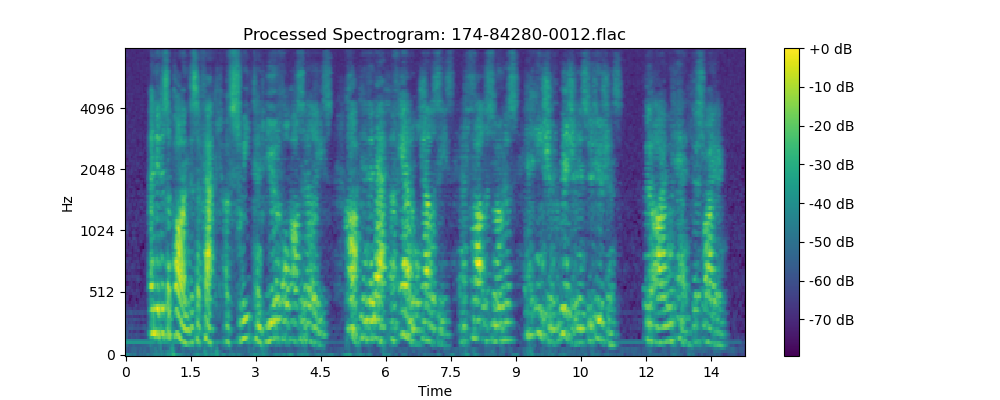 Processed Spectrogram: 174-84280-0012.flac
Hz
4096
2048
1024
512
0
0 1.5 3 4.5 6 7.5 9 10 12 14
Time
+0 dB
-10 dB
-20 dB
-30 dB
-40 dB
-50 dB
-60 dB
-70 dB